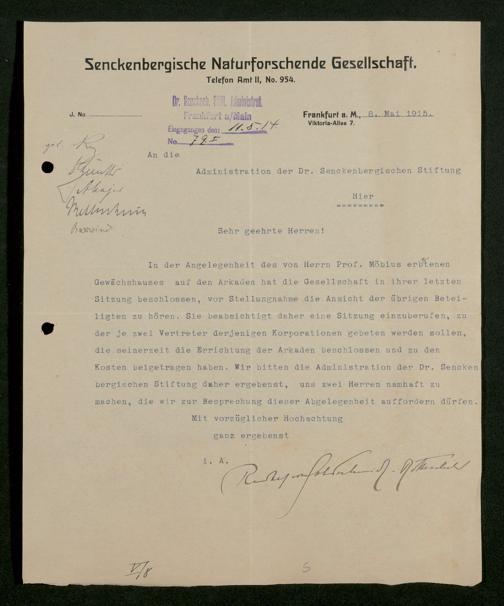 Senckenbergische Naturforschende Gesellschaft.
Telefon Amt II, No. 954.
Dr. Senckenb. Stift. Administrat.
Frankfurt a/Main
Eingegangen den: 11.5.14
No. 79 I
J. No
Frankfurt a. M., 8. Mai 1915.
Viktoria-Allee 7.
An die
Administration der Dr. Senckenbergischen Stiftung
Hier
========
Sehr geehrte Herren!
In der Angelegenheit des von Herrn Prof. Möbius erbtenen
Gewächshauses auf den Arkaden hat die Gesellschaft in ihrer letzten
Sitzung beschlossen, vor Stellungnahme die Ansicht der übrigen Betei-
ligten zu hören. Sie beabsichtigt daher eine Sitzung einzuberufen, zu
der je zwei Vertreter derjenigen Korporationen gebeten werden sollen,
die seinerzeit die Errichtung der Arkaden beschlossen und zu den
Kosten beigetragen haben. Wir bitten die Administration der Dr. Sencken
bergischen Stiftung daher ergebenst, uns zwei Herren namhaft zu
machen, die wir zur Besprechung dieser Abgelegenheit auffordern dürfen.
Mit vorzüglicher Hochachtung
ganz ergebenst
i. A.
V/8
S